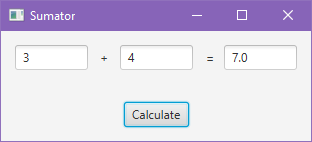 Sumator
3 + 4 = 7.0
Calculate